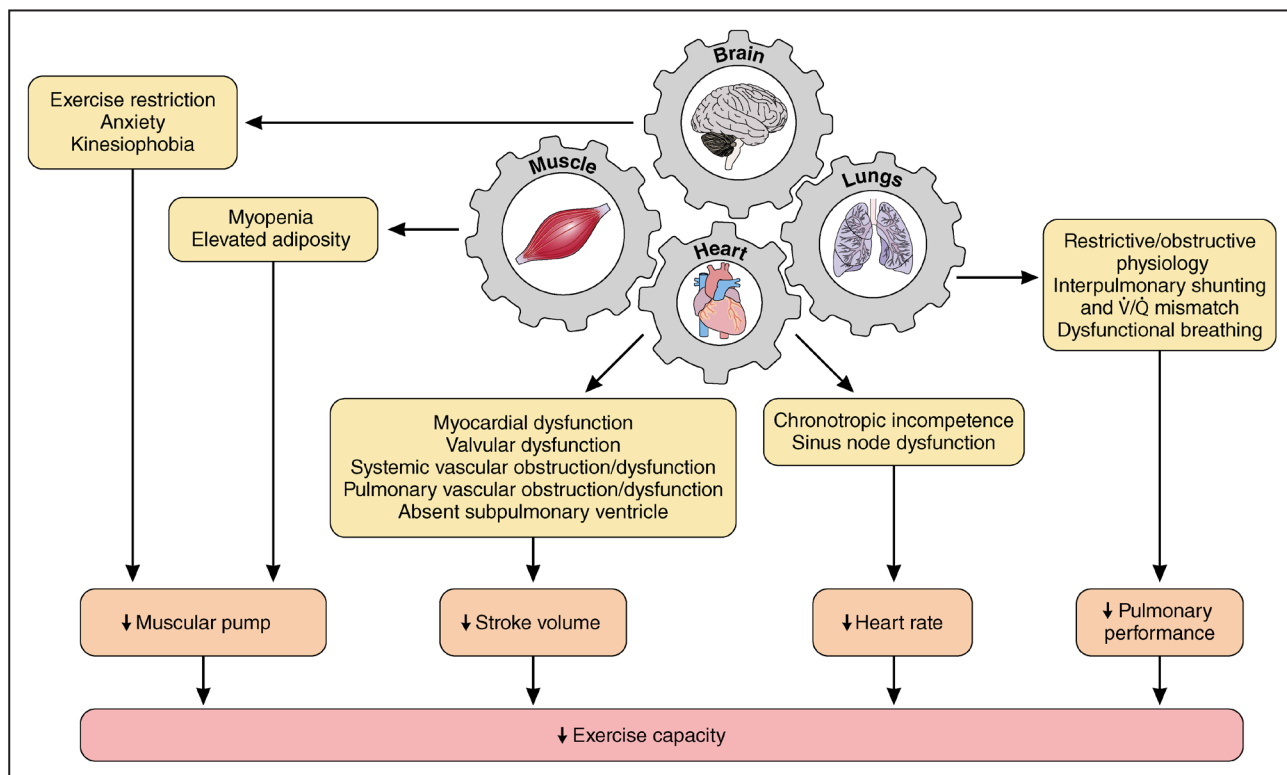 Brain
Muscle
Lungs
Heart
Exercise restriction
Anxiety
Kinesiophobia
Myopenia
Elevated adiposity
Restrictive/obstructive
physiology
Interpulmonary shunting
and V̇/Q̇ mismatch
Dysfunctional breathing
Myocardial dysfunction
Valvular dysfunction
Systemic vascular obstruction/dysfunction
Pulmonary vascular obstruction/dysfunction
Absent subpulmonary ventricle
Chronotropic incompetence
Sinus node dysfunction
↓ Muscular pump
↓ Stroke volume
↓ Heart rate
↓ Pulmonary
performance
↓ Exercise capacity